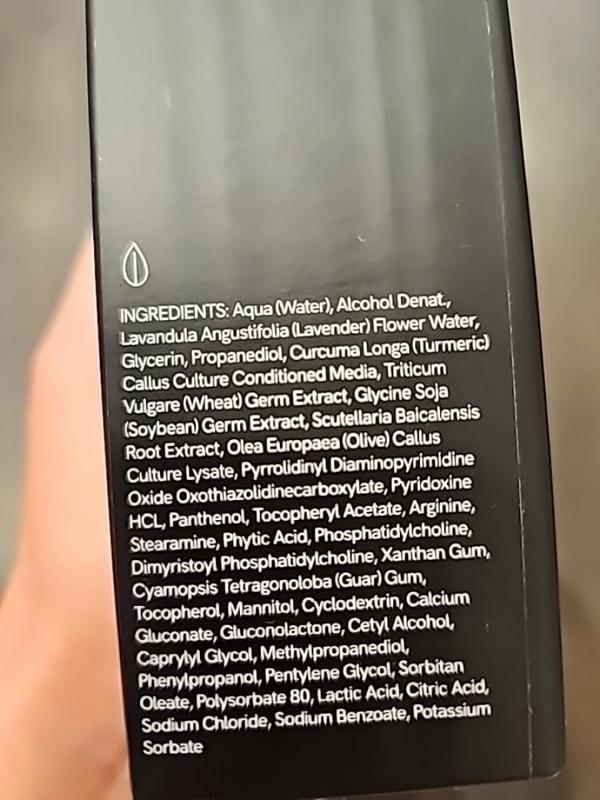 INGREDIENTS: Aqua (Water), Alcohol Denat.,
Lavandula Angustifolia (Lavender) Flower Water,
Glycerin, Propanediol, Curcuma Longa (Turmeric)
Callus Culture Conditioned Media, Triticum
Vulgare (Wheat) Germ Extract, Glycine Soja
(Soybean) Germ Extract, Scutellaria Baicalensis
Root Extract, Olea Europaea (Olive) Callus
Culture Lysate, Pyrrolidinyl Diaminopyrimidine
Oxide Oxothiazolidinecarboxylate, Pyridoxine
HCL, Panthenol, Tocopheryl Acetate, Arginine,
Stearamine, Phytic Acid, Phosphatidylcholine,
Dimyristoyl Phosphatidylcholine, Xanthan Gum,
Cyamopsis Tetragonoloba (Guar) Gum,
Tocopherol, Mannitol, Cyclodextrin, Calcium
Gluconate, Gluconolactone, Cetyl Alcohol,
Caprylyl Glycol, Methylpropanediol,
Phenylpropanol, Pentylene Glycol, Sorbitan
Oleate, Polysorbate 80, Lactic Acid, Citric Acid,
Sodium Chloride, Sodium Benzoate, Potassium
Sorbate